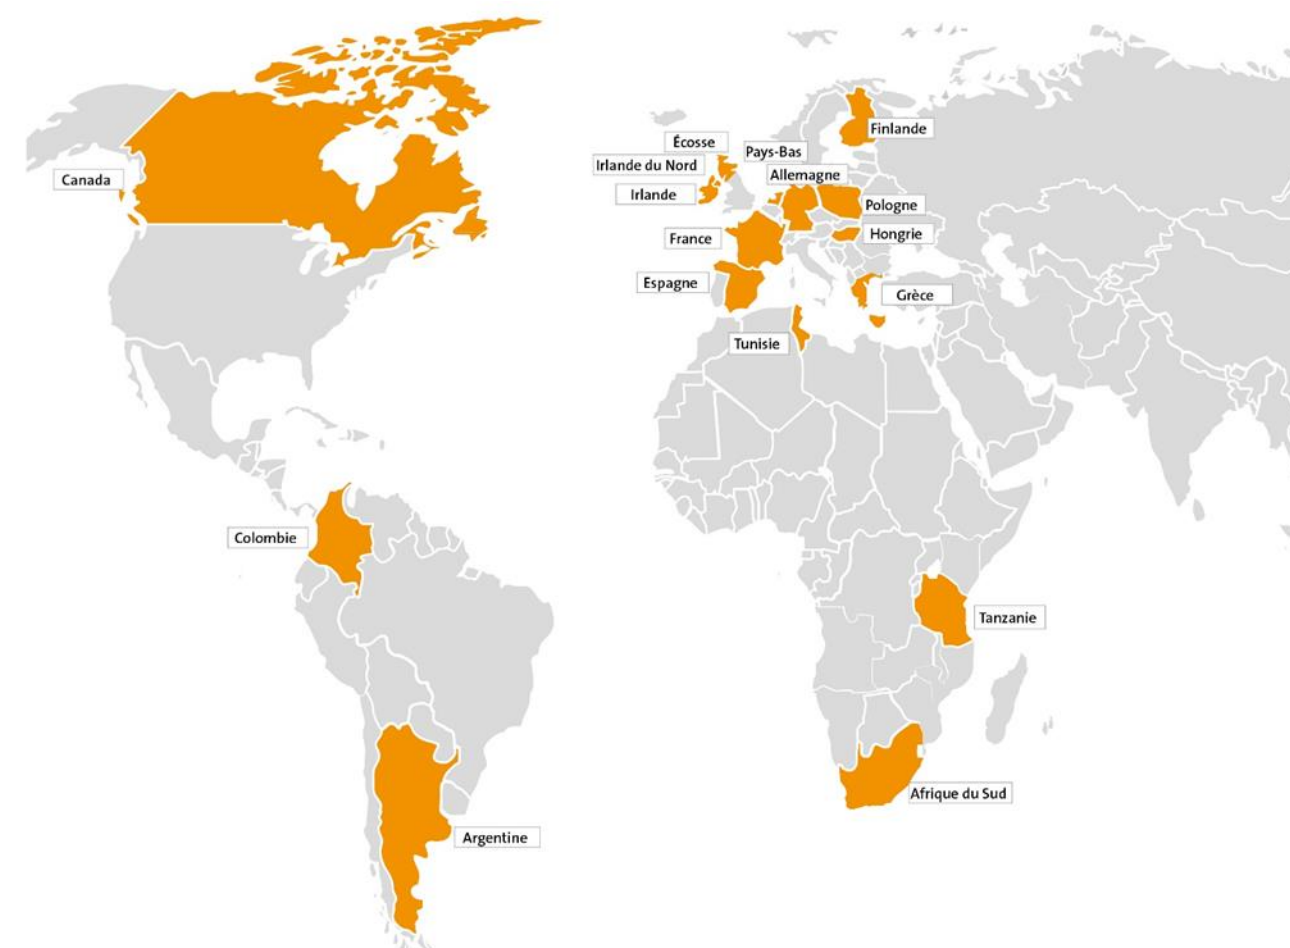 Finlande
Écosse
Pays-Bas
Irlande du Nord
Allemagne
Canada
Irlande
Pologne
Hongrie
France
Espagne
Grèce
Tunisie
Colombie
Tanzanie
Afrique du Sud
Argentine